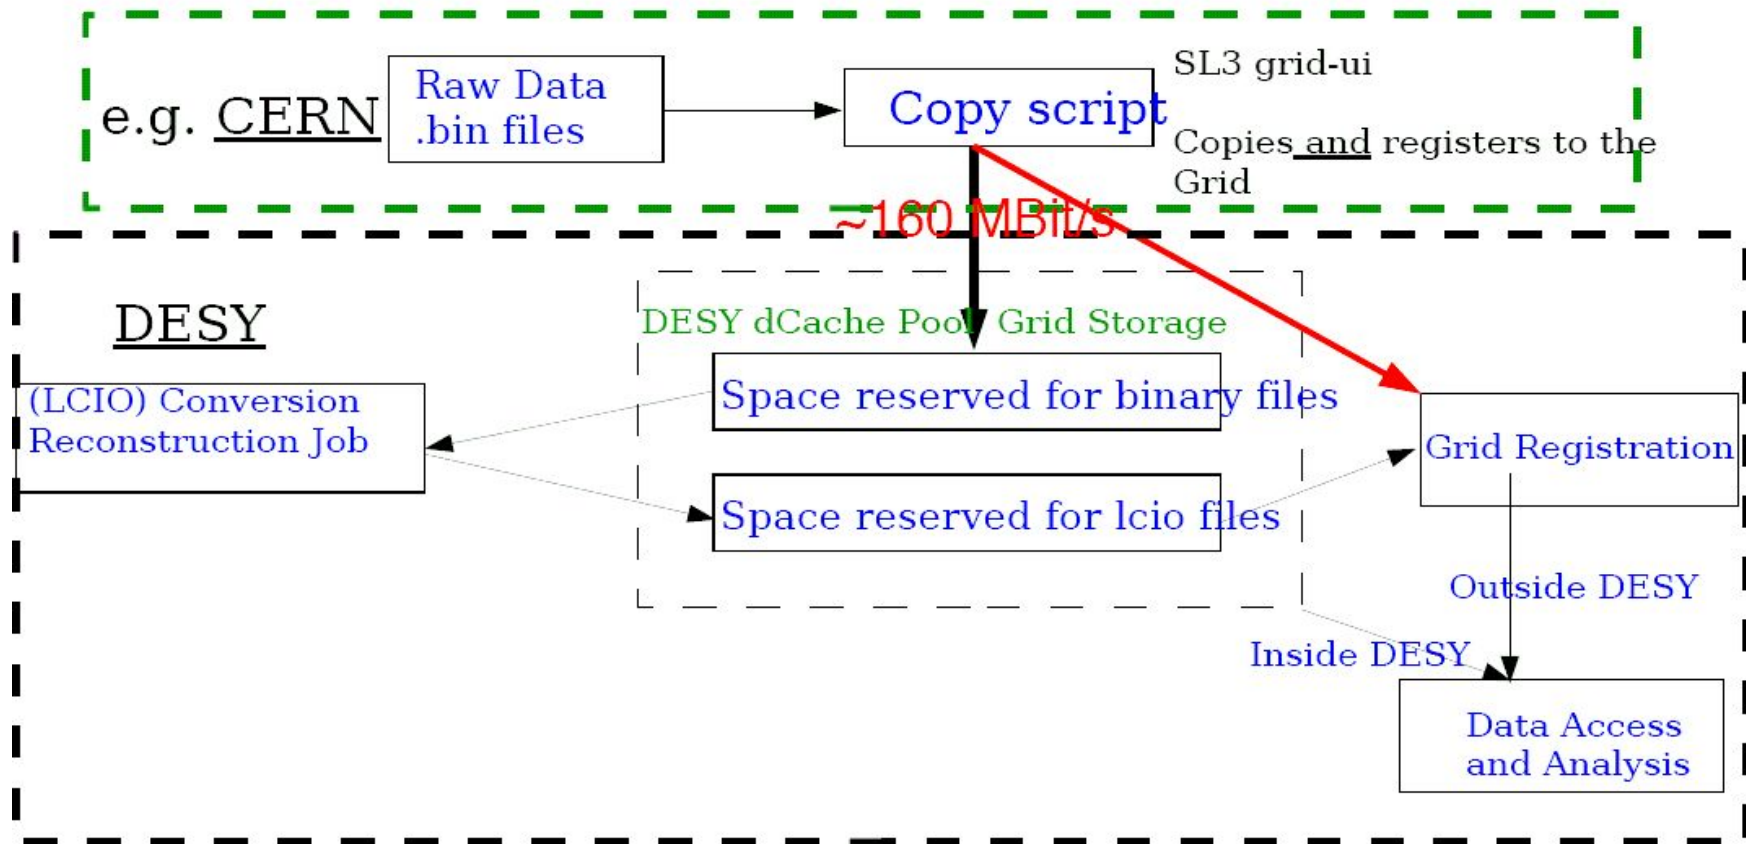 e.g. CERN
Raw Data
.bin files
Copy script
SL3 grid-ui
Copies and registers to the
Grid
~160 MBit/s
DESY
DESY dCache Pool Grid Storage
(LCIO) Conversion
Reconstruction Job
Space reserved for binary files
Grid Registration
Space reserved for lcio files
Outside DESY
Inside DESY
Data Access
and Analysis